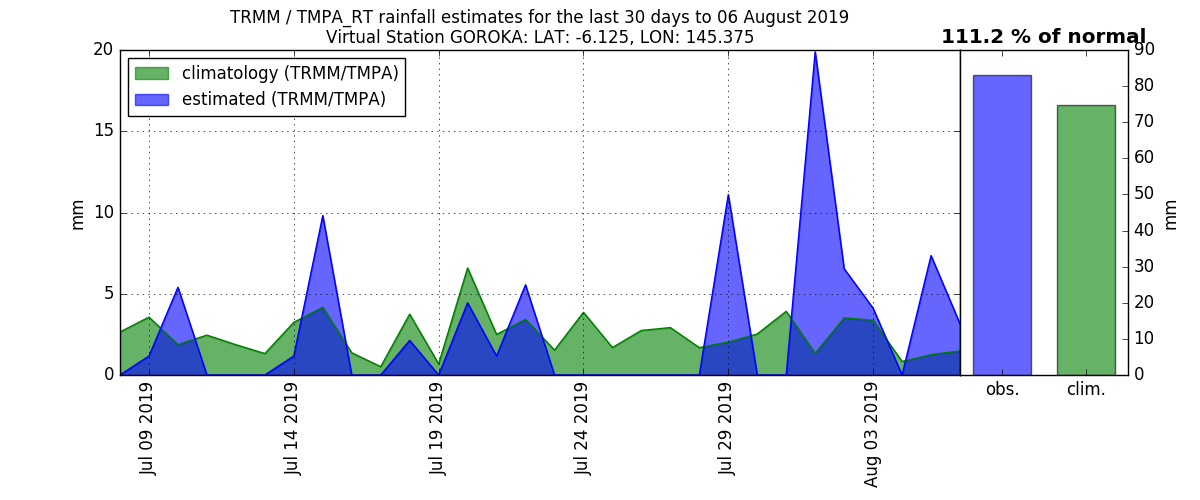 TRMM / TMPA_RT rainfall estimates for the last 30 days to 06 August 2019
Virtual Station GOROKA: LAT: -6.125, LON: 145.375
111.2 % of normal
climatology (TRMM/TMPA)
estimated (TRMM/TMPA)
mm
20
15
10
5
0
Jul 09 2019
Jul 14 2019
Jul 19 2019
Jul 24 2019
Jul 29 2019
Aug 03 2019
obs.
clim.
90
80
70
60
50
40
30
20
10
0
mm